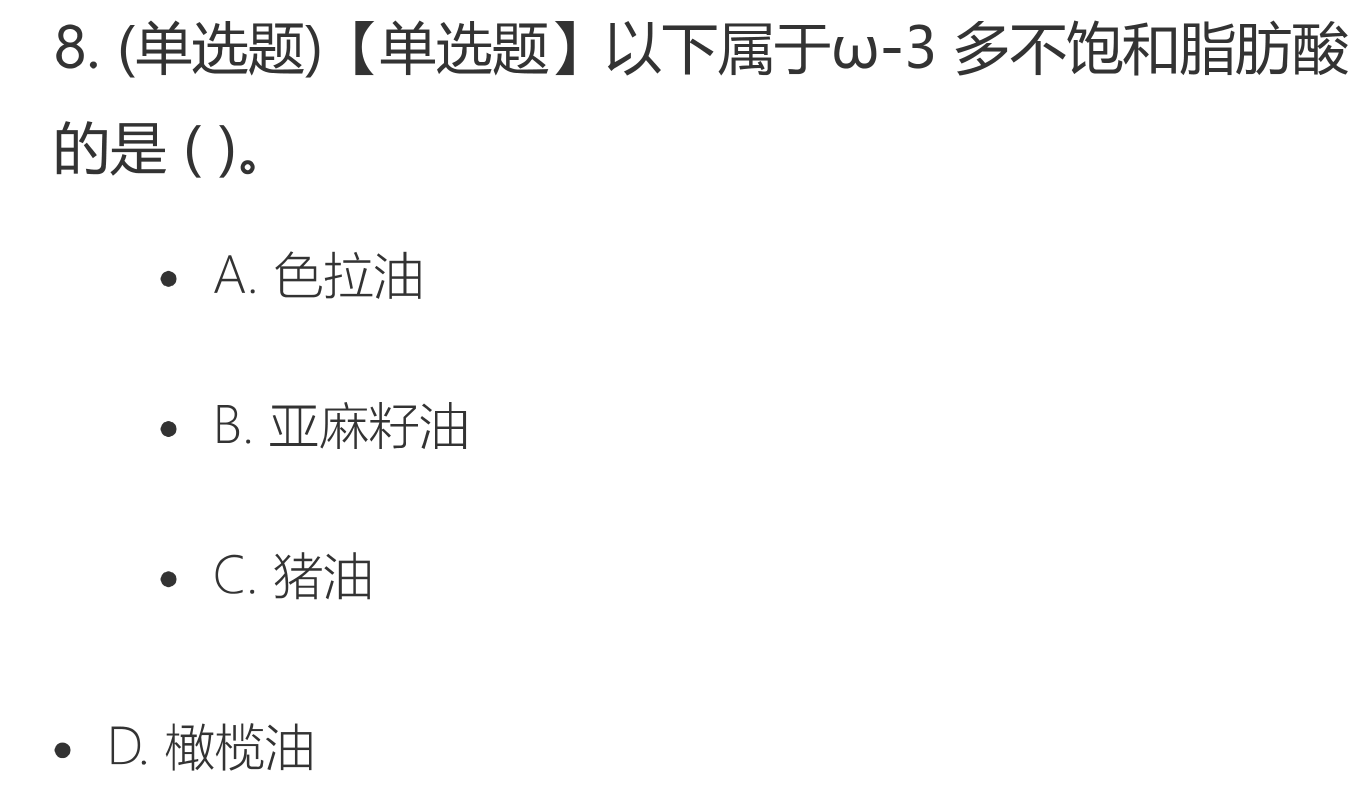 8. (单选题)【单选题】以下属于ω-3 多不饱和脂肪酸
的是 ( )。
• A. 色拉油
• B. 亚麻籽油
• C. 猪油
• D. 橄榄油